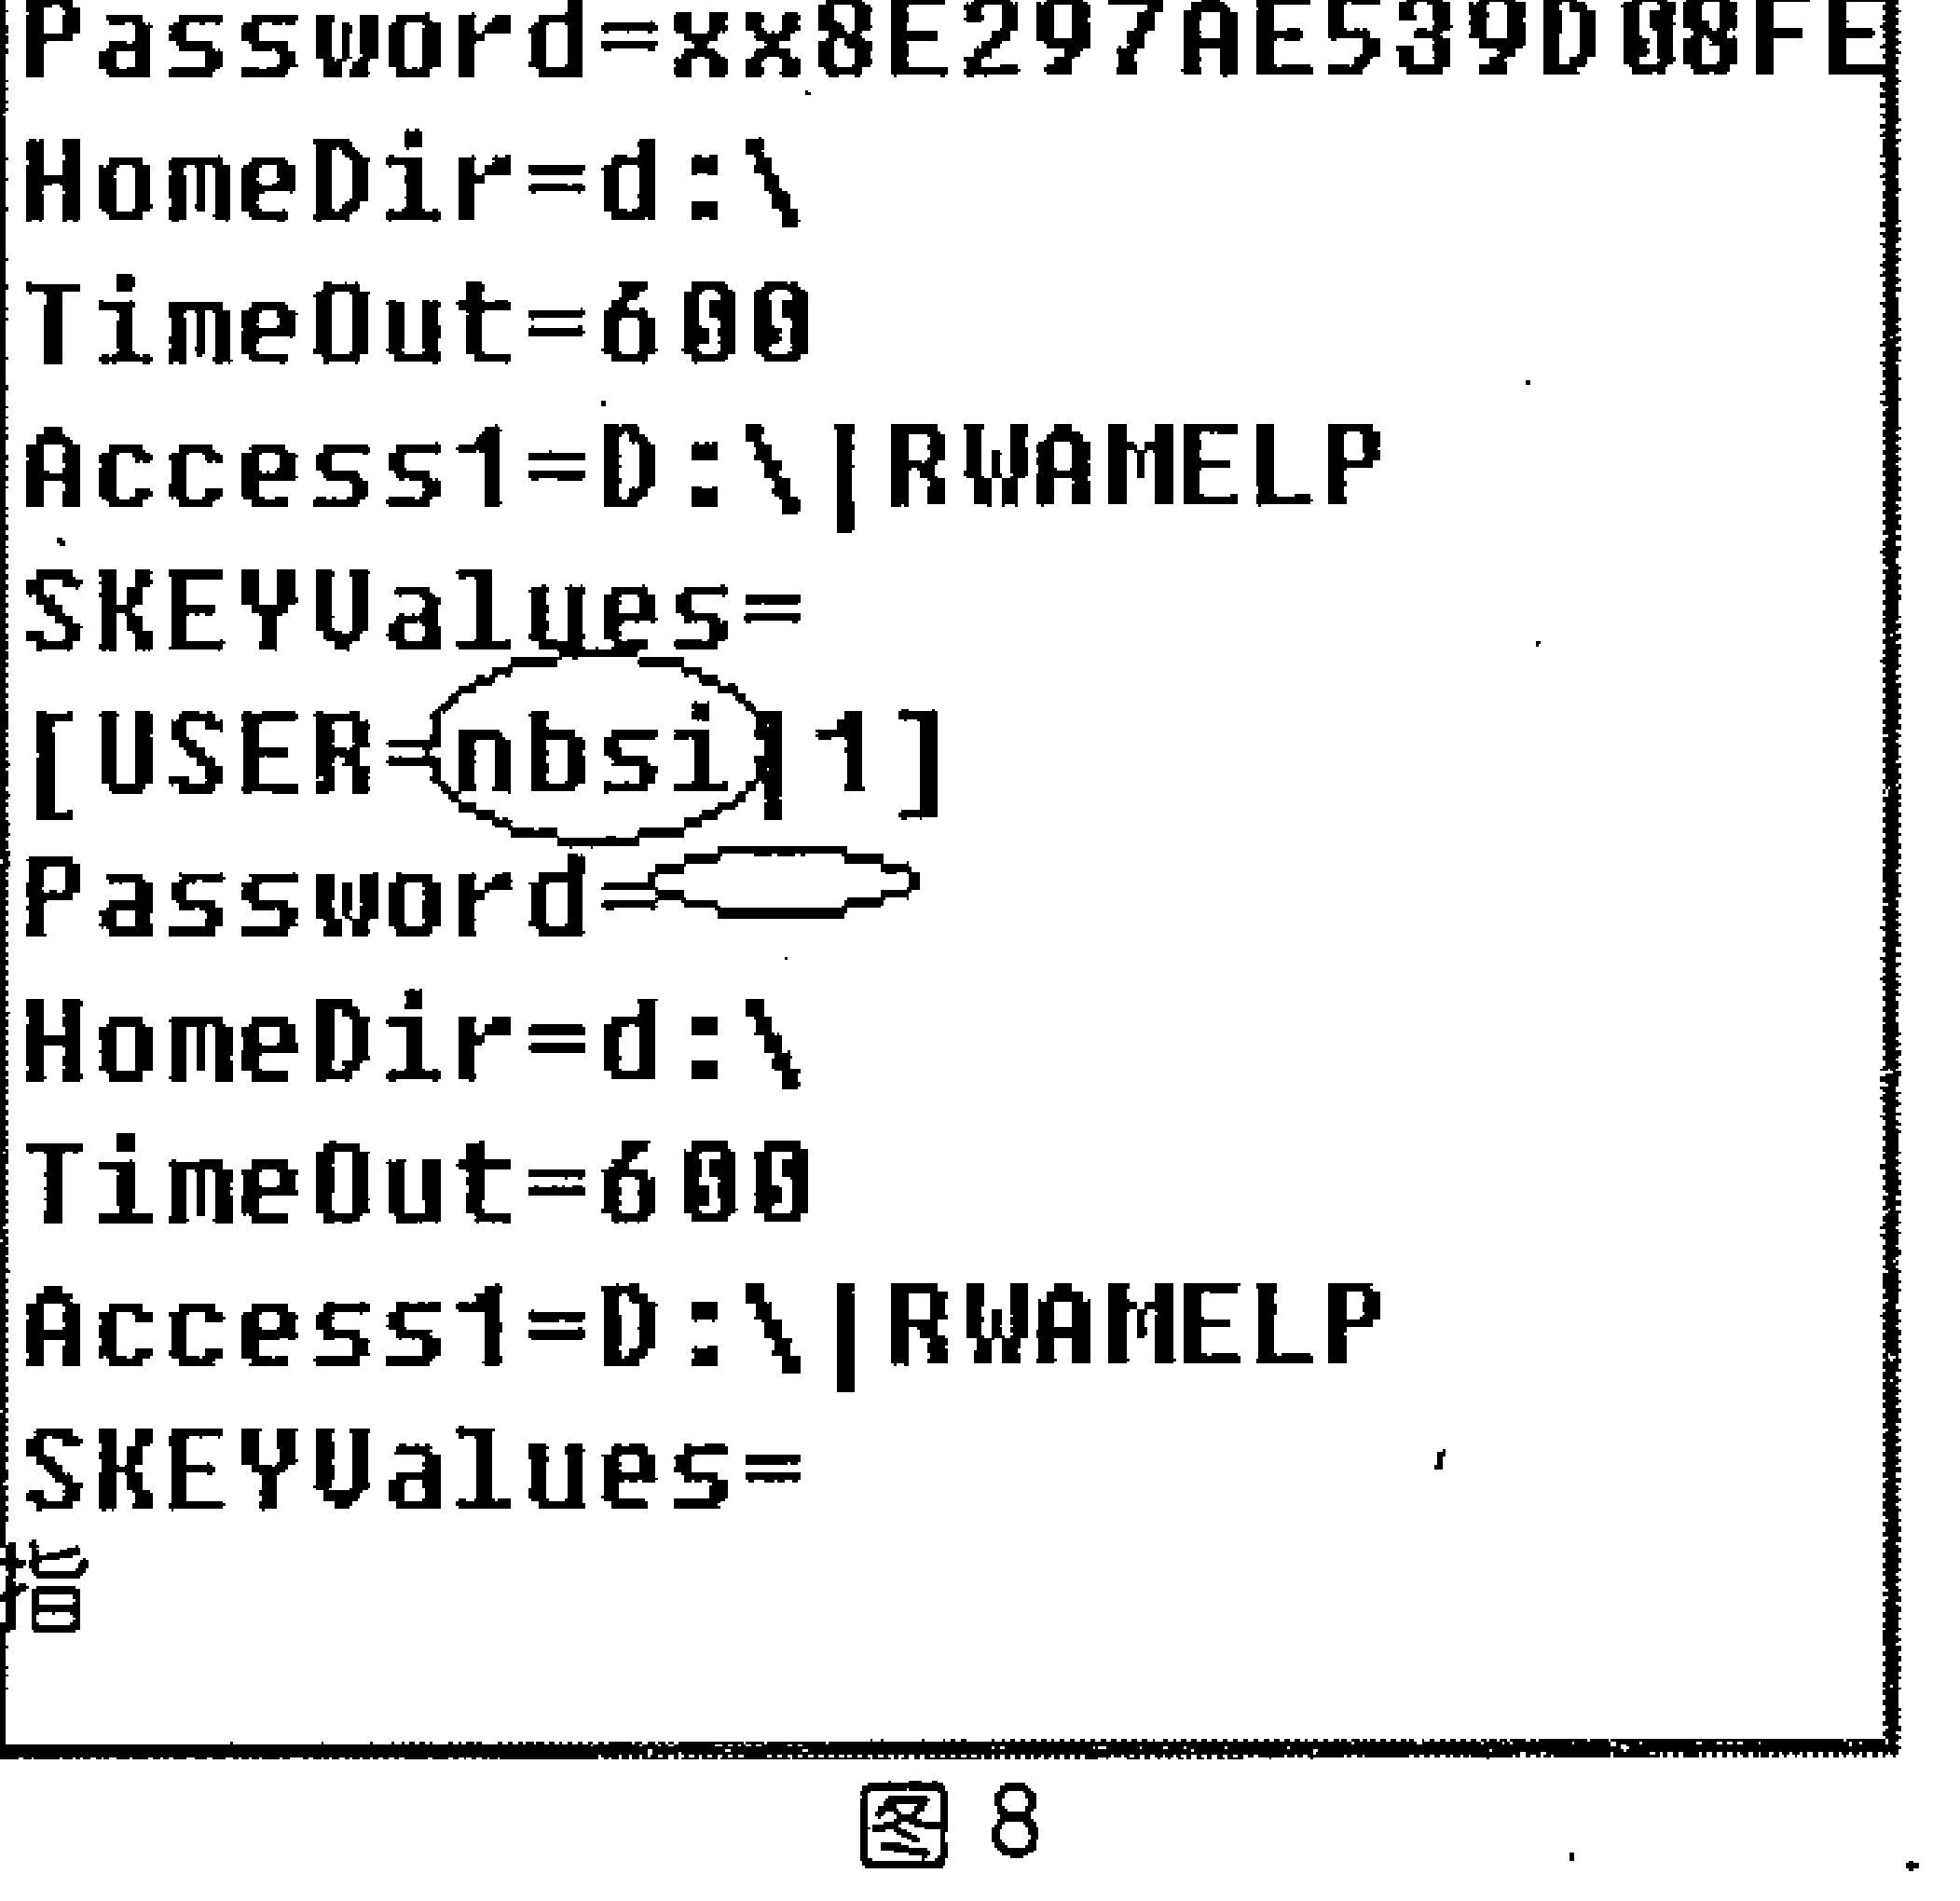 Password=xx8E297AE539D08FE
HomeDir=d:\
TimeOut=600
Access1=D:\|RWAMELP
SKEYValues=
[USER=nbsi|1]
Password=
HomeDir=d:\
TimeOut=600
Access1=D:\|RWAMELP
SKEYValues=
指
图 8